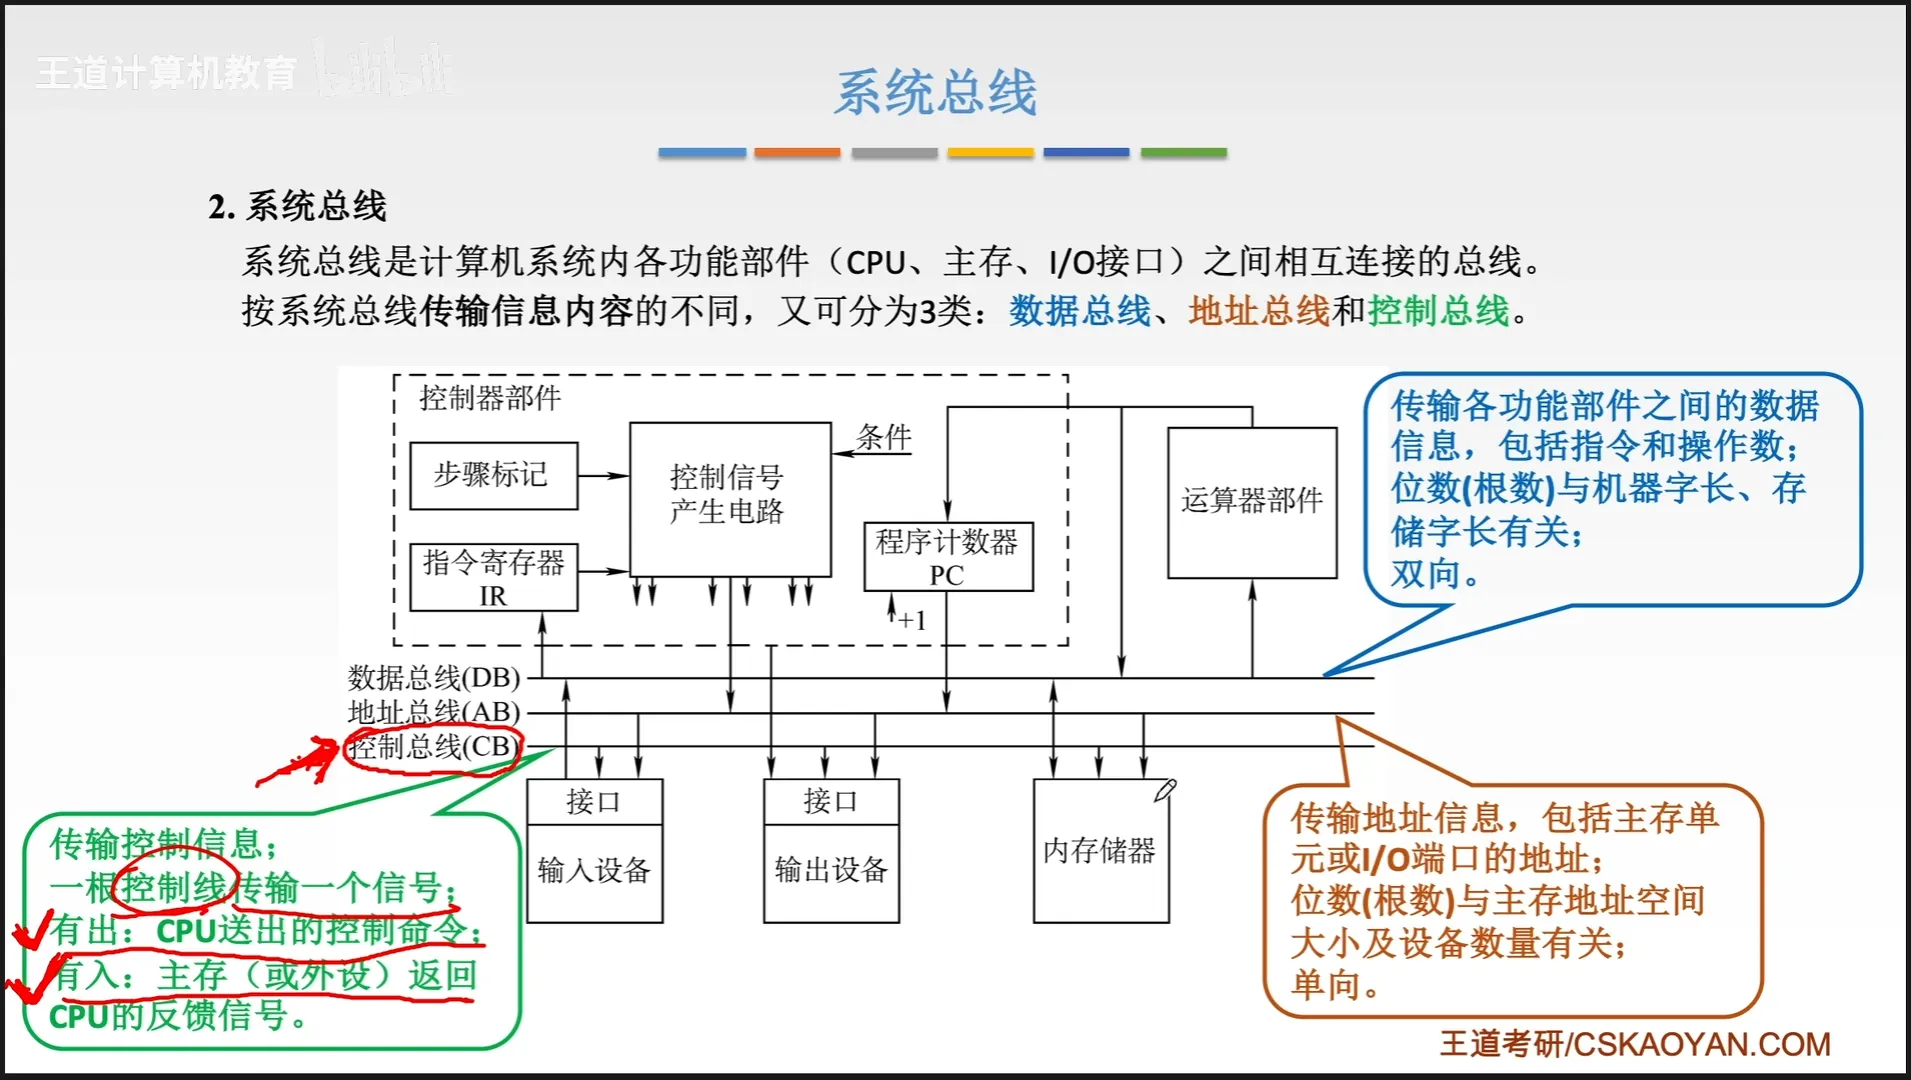 王道计算机教育 bilibili
系统总线
2. 系统总线
系统总线是计算机系统内各功能部件（CPU、主存、I/O接口）之间相互连接的总线。
按系统总线传输信息内容的不同，又可分为3类：数据总线、地址总线和控制总线。
控制器部件
步骤标记
控制信号
产生电路
条件
指令寄存器
IR
程序计数器
PC
+1
运算器部件
数据总线(DB)
地址总线(AB)
控制总线(CB)
接口
输入设备
接口
输出设备
内存储器
传输各功能部件之间的数据
信息，包括指令和操作数；
位数(根数)与机器字长、存
储字长有关；
双向。
传输控制信息；
一根控制线传输一个信号；
有出：CPU送出的控制命令；
有入：主存（或外设）返回
CPU的反馈信号。
传输地址信息，包括主存单
元或I/O端口的地址；
位数(根数)与主存地址空间
大小及设备数量有关；
单向。
王道考研/CSKAOYAN.COM